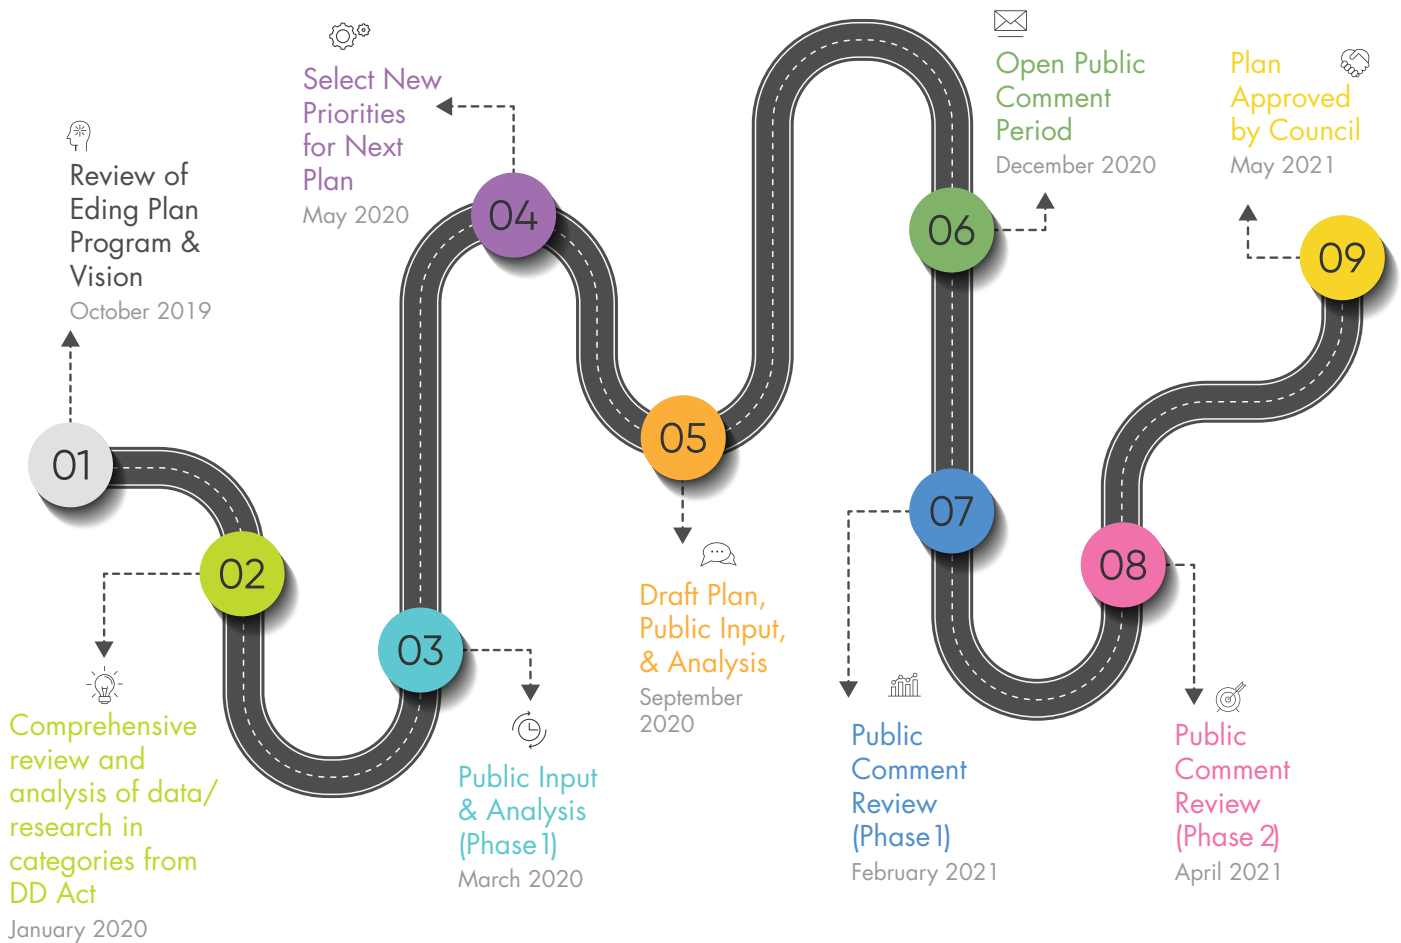 01
Review of
Eding Plan
Program &
Vision
October 2019
02
Comprehensive
review and
analysis of data/
research in
categories from
DD Act
January 2020
03
Public Input
& Analysis
(Phase 1)
March 2020
04
Select New
Priorities
for Next
Plan
May 2020
05
Draft Plan,
Public Input,
& Analysis
September
2020
06
Open Public
Comment
Period
December 2020
07
Public
Comment
Review
(Phase 1)
February 2021
08
Public
Comment
Review
(Phase 2)
April 2021
09
Plan
Approved
by Council
May 2021